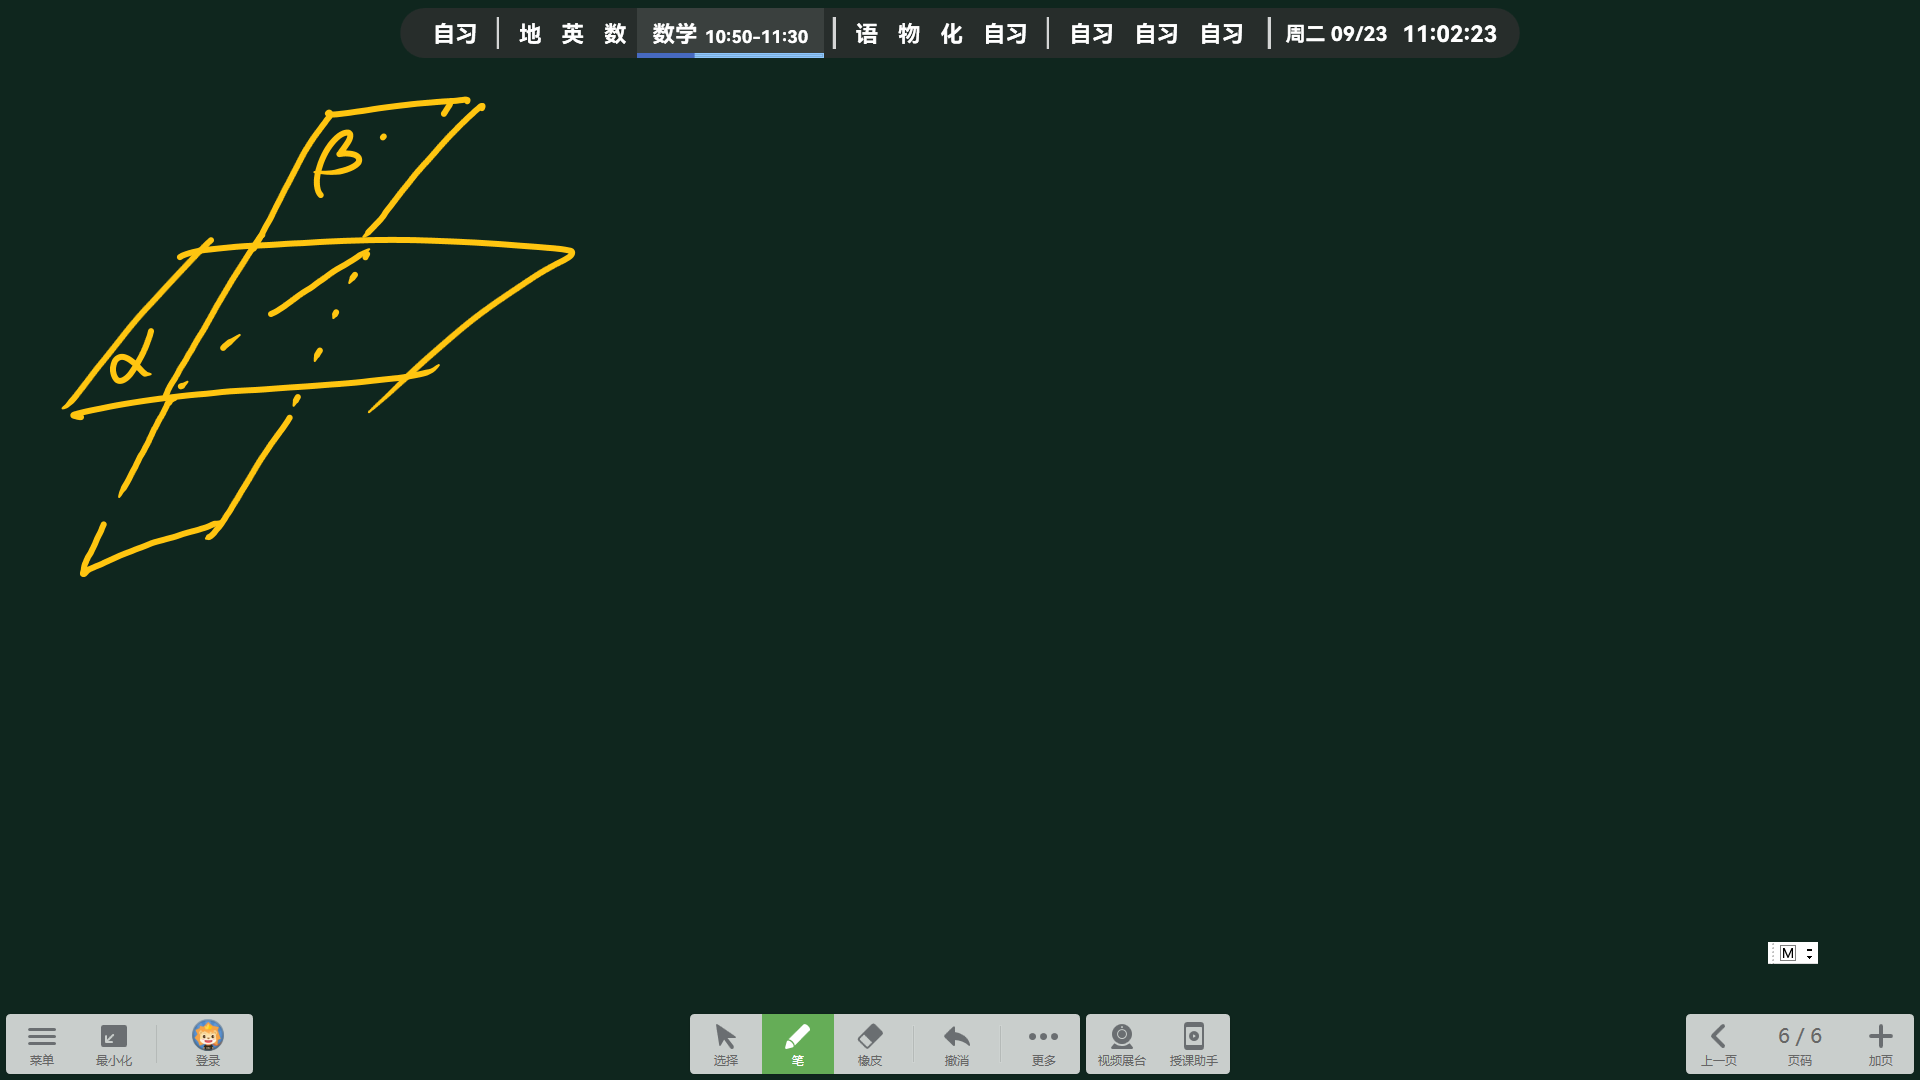 自习 地 英 数 数学 10:50-11:30 语 物 化 自习 自习 自习 自习 周二 09/23 11:02:23
β
α
M
菜单 最小化 登录 选择 笔 橡皮 撤消 更多 视频展台 授课助手 上一页 6 / 6 页码 加页